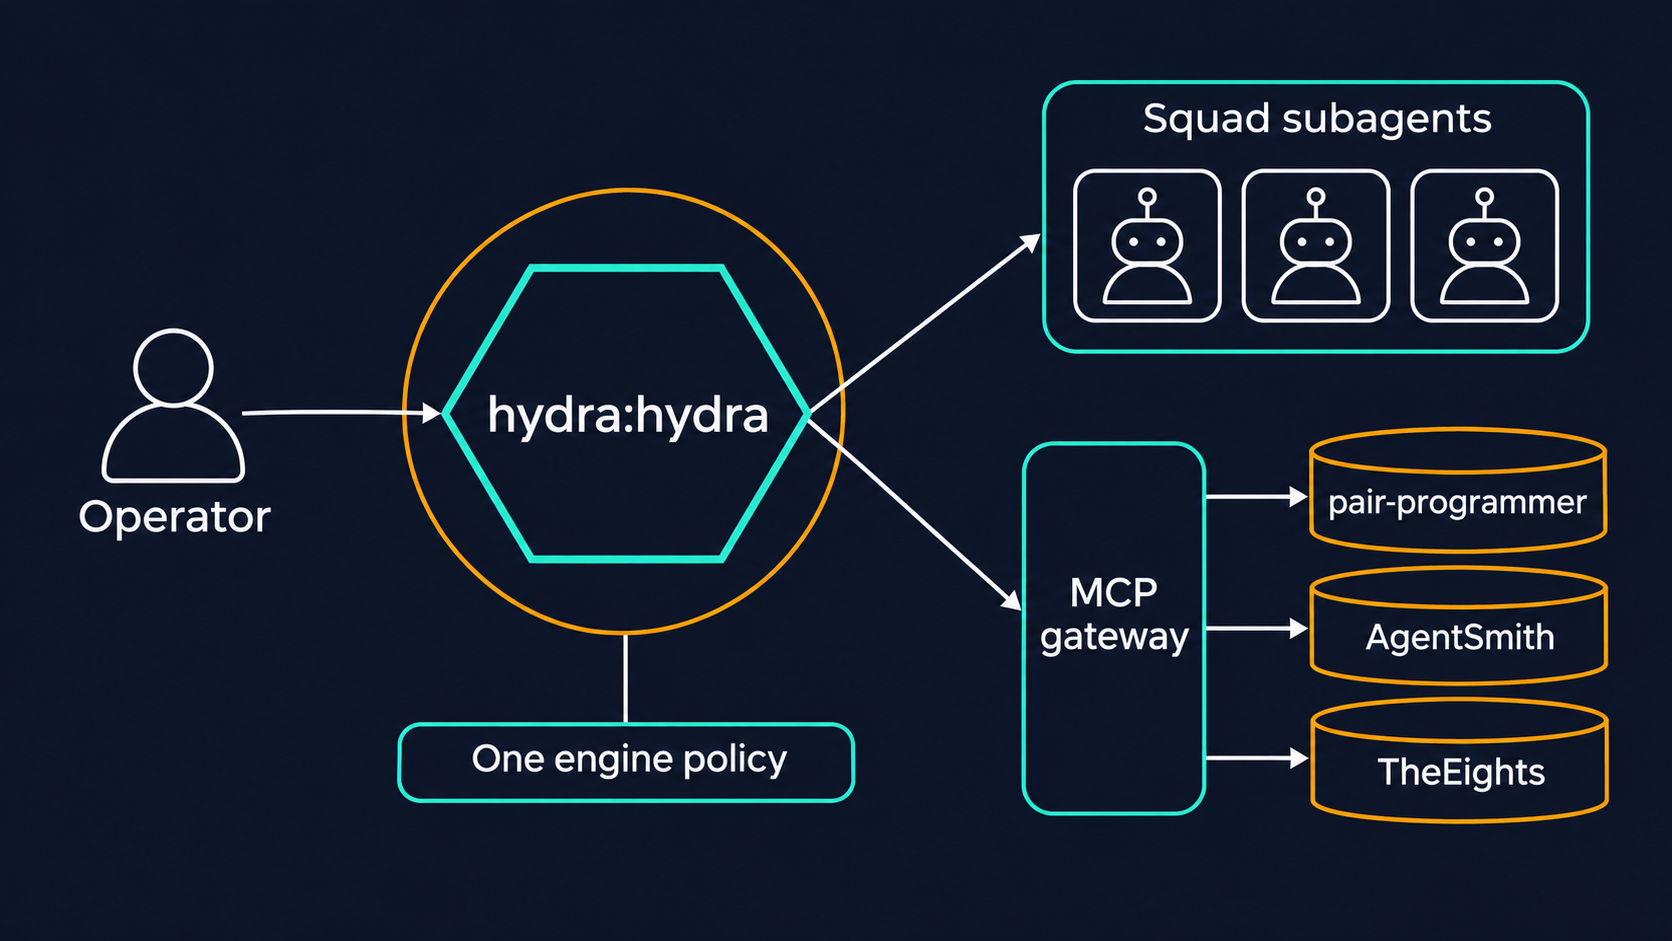 Squad subagents
hydra:hydra
Operator
pair-programmer
MCP
gateway
AgentSmith
One engine policy
TheEights